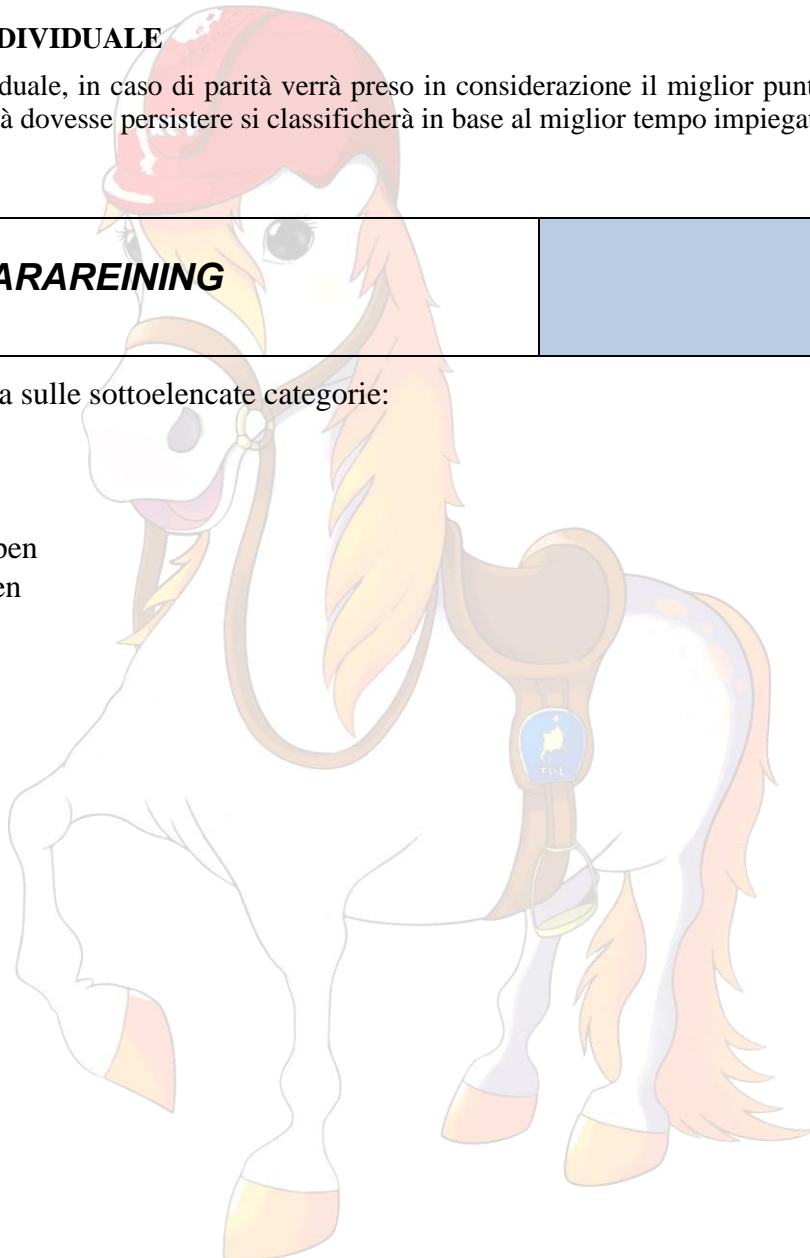 DIVIDUALE
duale, in caso di parità verrà preso in considerazione il miglior punt
à dovesse persistere si classificherà in base al miglior tempo impiegat
ARAREINING
a sulle sottoelencate categorie:
pen
en